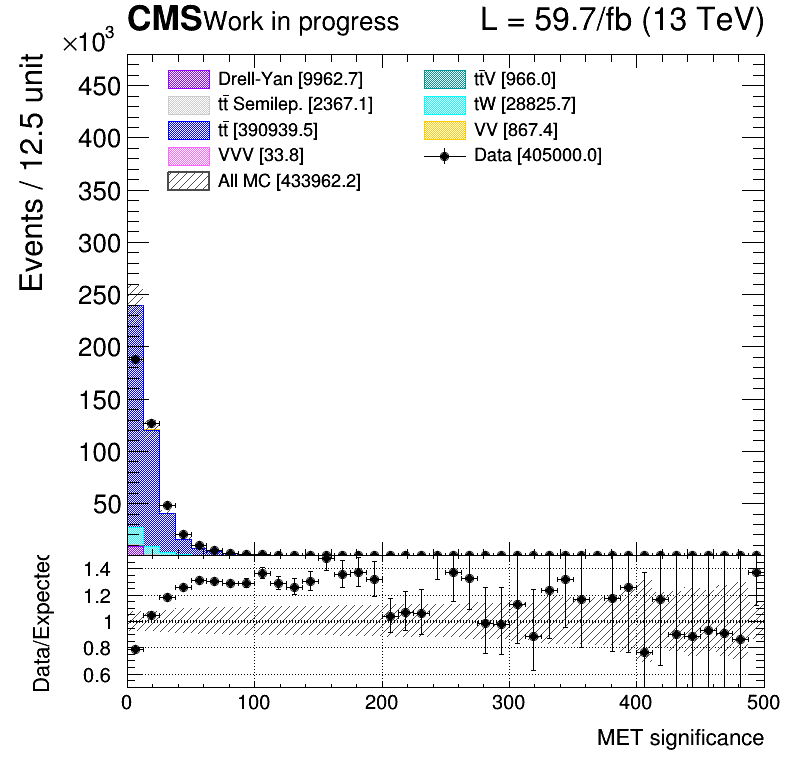 CMS Work in progress L = 59.7/fb (13 TeV)
×10³
Events / 12.5 unit
450
400
350
300
250
200
150
100
50
Drell-Yan [9962.7]
tt̄ Semilep. [2367.1]
tt̄ [390939.5]
VVV [33.8]
All MC [433962.2]
tt̄V [966.0]
tW [28825.7]
VV [867.4]
Data [405000.0]
Data/Expected
1.4
1.2
1
0.8
0.6
0 100 200 300 400 500
MET significance